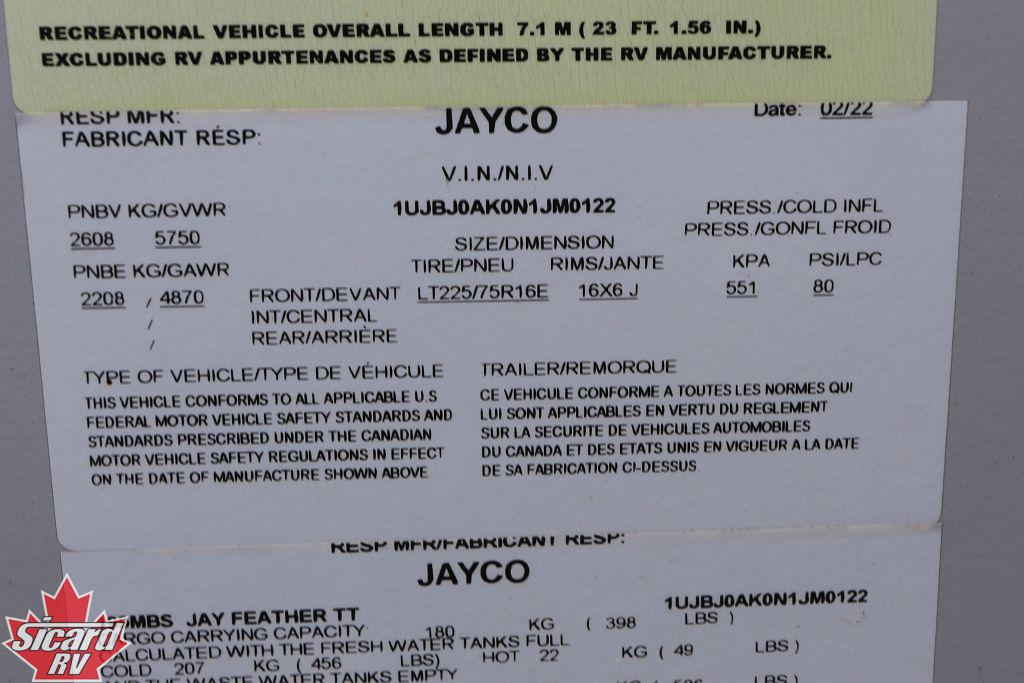 RECREATIONAL VEHICLE OVERALL LENGTH 7.1 M ( 23 FT. 1.56 IN.)
EXCLUDING RV APPURTENANCES AS DEFINED BY THE RV MANUFACTURER.
RESP MFR: JAYCO Date: 02/22
FABRICANT RÉSP:
V.I.N./N.I.V
PNBV KG/GVWR 1UJBJ0AK0N1JM0122 PRESS./COLD INFL
2608 5750 SIZE/DIMENSION PRESS./GONFL FROID
PNBE KG/GAWR TIRE/PNEU RIMS/JANTE KPA PSI/LPC
2208 / 4870 FRONT/DEVANT LT225/75R16E 16X6 J 551 80
/ INT/CENTRAL
/ REAR/ARRIÈRE
TYPE OF VEHICLE/TYPE DE VÉHICULE TRAILER/REMORQUE
THIS VEHICLE CONFORMS TO ALL APPLICABLE U.S
FEDERAL MOTOR VEHICLE SAFETY STANDARDS AND
STANDARDS PRESCRIBED UNDER THE CANADIAN
MOTOR VEHICLE SAFETY REGULATIONS IN EFFECT
ON THE DATE OF MANUFACTURE SHOWN ABOVE
CE VEHICULE CONFORME A TOUTES LES NORMES QUI
LUI SONT APPLICABLES EN VERTU DU REGLEMENT
SUR LA SECURITE DE VEHICULES AUTOMOBILES
DU CANADA ET DES ETATS UNIS EN VIGUEUR A LA DATE
DE SA FABRICATION CI-DESSUS
RESP MFR/FABRICANT RESP:
JAYCO
1UJBJ0AK0N1JM0122
JAY FEATHER TT
CARRYING CAPACITY 180 KG ( 398 LBS )
CALCULATED WITH THE FRESH WATER TANKS FULL
COLD 207 KG ( 456 LBS) HOT 22 KG ( 49 LBS )
THE WASTE WATER TANKS EMPTY
Sicard
RV